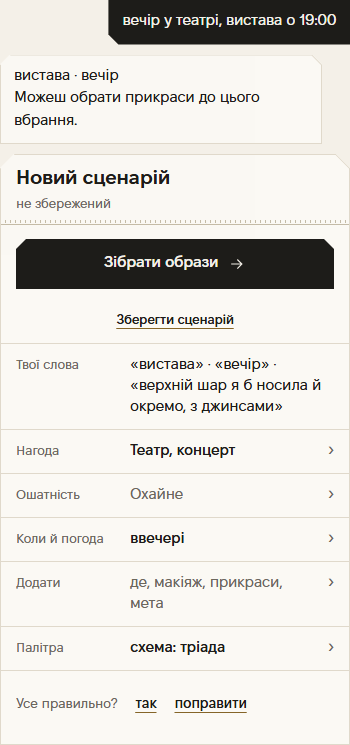 вечір у театрі, вистава о 19:00
вистава · вечір
Можеш обрати прикраси до цього
вбрання.
Новий сценарій
не збережений
Зібрати образи →
Зберегти сценарій
Твої слова «вистава» · «вечір» ·
«верхній шар я б носила й
окремо, з джинсами»
Нагода Театр, концерт ›
Ошатність Охайне ›
Коли й погода ввечері ›
Додати де, макіяж, прикраси, ›
мета
Палітра схема: тріада ›
Усе правильно? так поправити